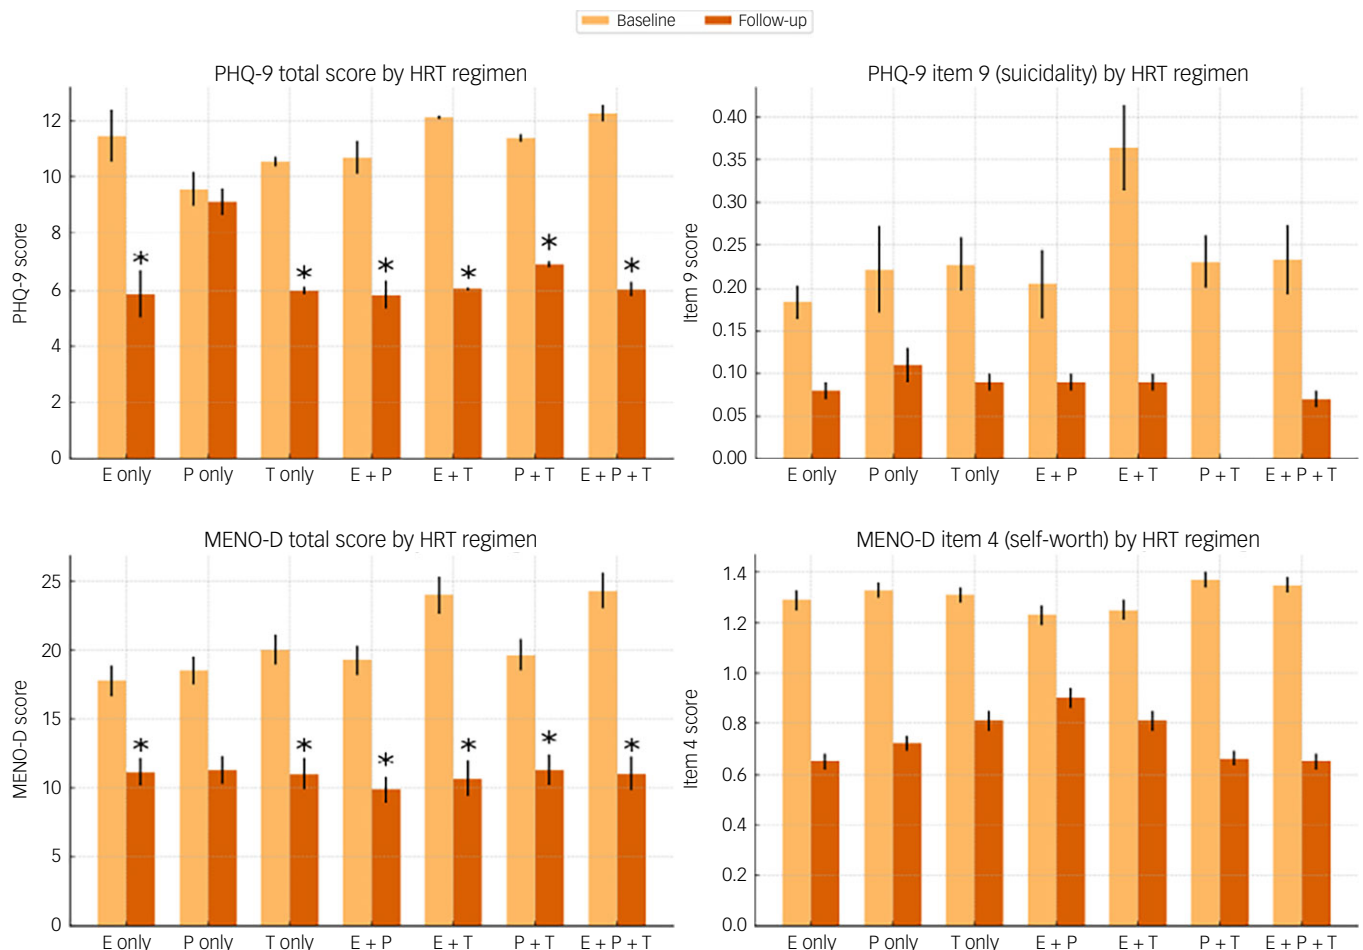 Baseline Follow-up
PHQ-9 total score by HRT regimen
PHQ-9 score
12
10
8
6
4
2
0
* * * * * *
E only P only T only E + P E + T P + T E + P + T
PHQ-9 item 9 (suicidality) by HRT regimen
Item 9 score
0.40
0.35
0.30
0.25
0.20
0.15
0.10
0.05
0.00
E only P only T only E + P E + T P + T E + P + T
MENO-D total score by HRT regimen
MENO-D score
25
20
15
10
5
0
* * * * * *
E only P only T only E + P E + T P + T E + P + T
MENO-D item 4 (self-worth) by HRT regimen
Item 4 score
1.4
1.2
1.0
0.8
0.6
0.4
0.2
0.0
E only P only T only E + P E + T P + T E + P + T